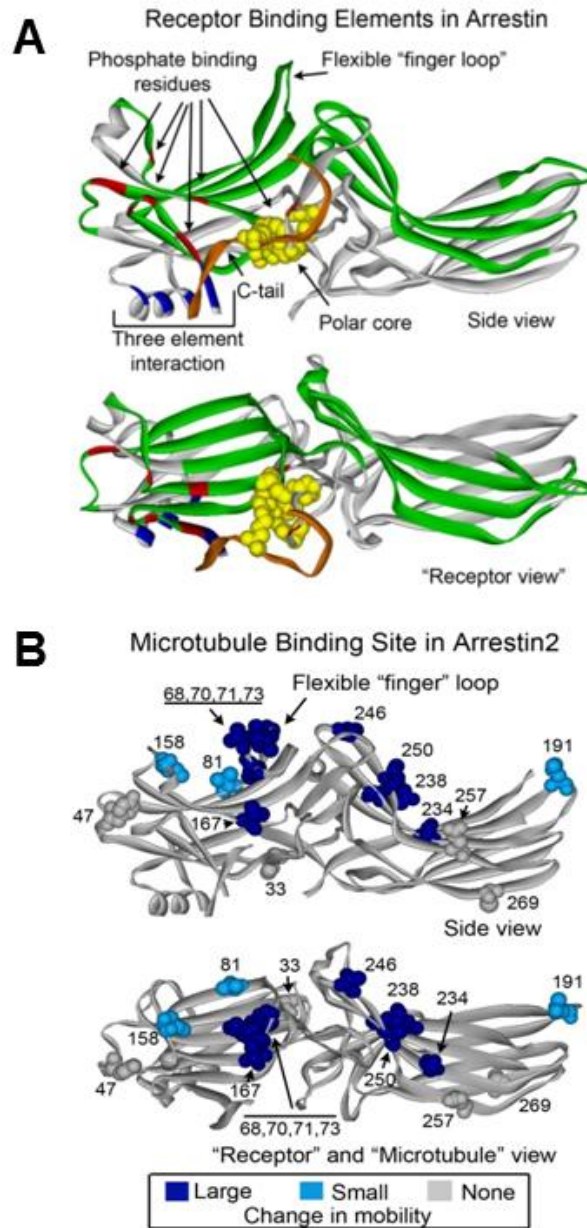 A
Receptor Binding Elements in Arrestin
Phosphate binding
residues
Flexible “finger loop”
C-tail
Polar core
Side view
Three element
interaction
“Receptor view”
B
Microtubule Binding Site in Arrestin2
68,70,71,73
Flexible “finger” loop
246
158
81
250
191
238
47
234
257
167
33
269
Side view
81
33
246
238
191
158
234
47
167
250
257
269
68,70,71,73
“Receptor” and “Microtubule” view
Large
Small
None
Change in mobility